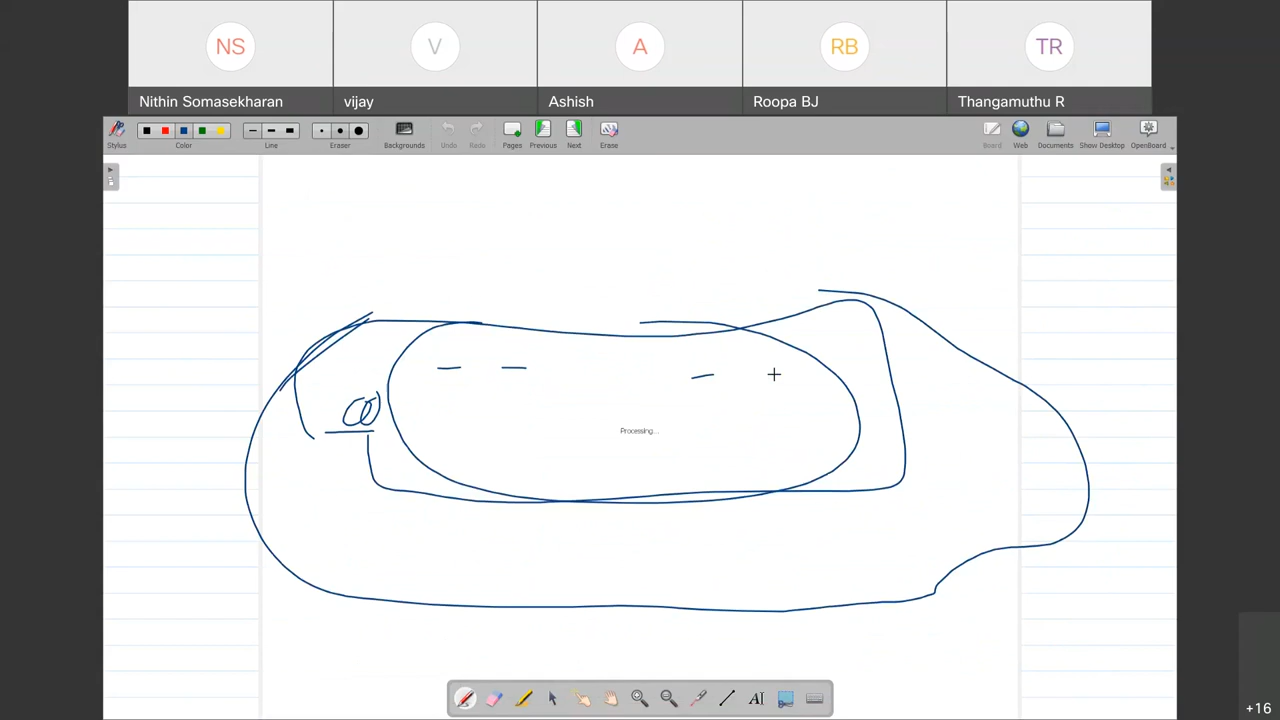 NS V A RB TR
Nithin Somasekharan vijay Ashish Roopa BJ Thangamuthu R
Stylus Color Line Eraser Backgrounds Undo Redo Pages Previous Next Erase Board Web Documents Show Desktop OpenBoard
Processing...
AI
+16